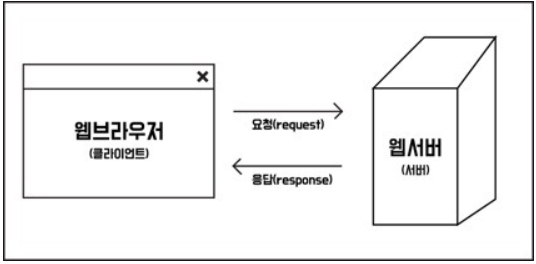 웹브라우저
(클라이언트)
요청(request)
응답(response)
웹서버
(서버)